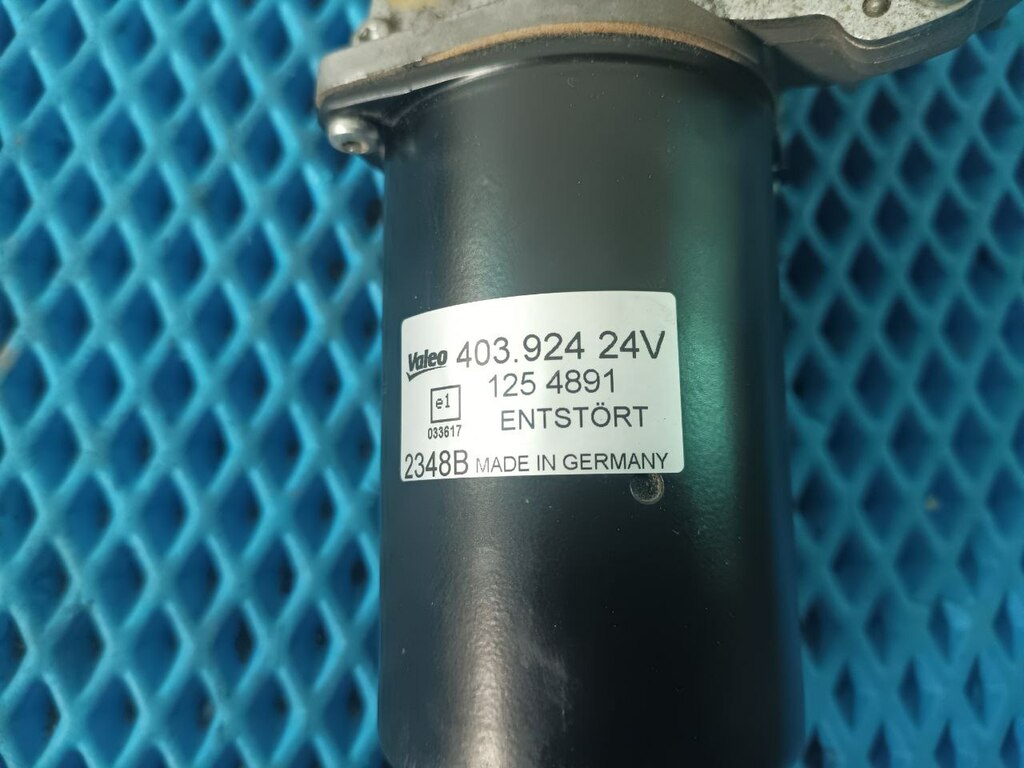 Valeo 403.924 24V
125 4891
e1
ENTSTÖRT
033617
2348B MADE IN GERMANY